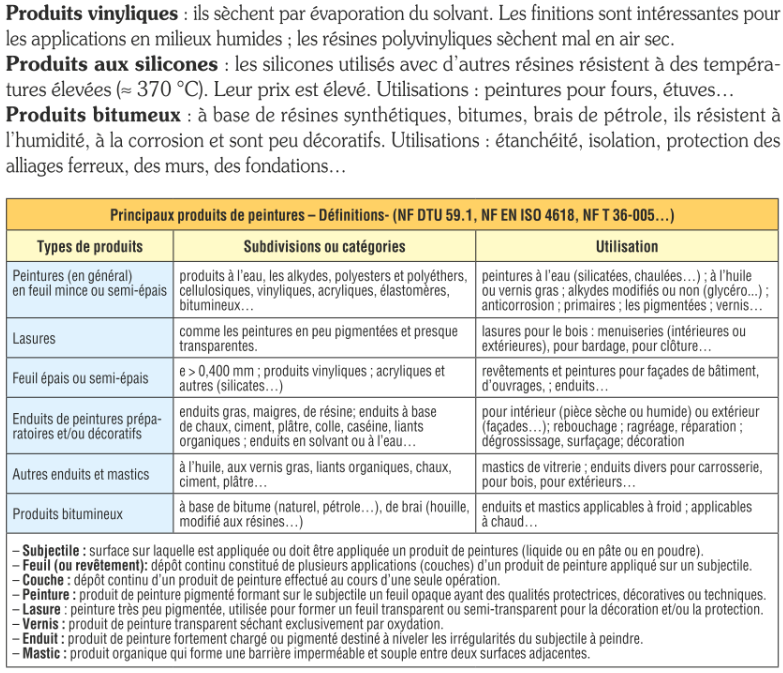 Produits vinyliques : ils sèchent par évaporation du solvant. Les finitions sont intéressantes pour
les applications en milieux humides ; les résines polyvinyliques sèchent mal en air sec.
Produits aux silicones : les silicones utilisés avec d'autres résines résistent à des tempéra-
tures élevées (≈ 370 °C). Leur prix est élevé. Utilisations : peintures pour fours, étuves…
Produits bitumeux : à base de résines synthétiques, bitumes, brais de pétrole, ils résistent à
l'humidité, à la corrosion et sont peu décoratifs. Utilisations : étanchéité, isolation, protection des
alliages ferreux, des murs, des fondations…
Principaux produits de peintures – Définitions- (NF DTU 59.1, NF EN ISO 4618, NF T 36-005…)
Types de produits
Subdivisions ou catégories
Utilisation
Peintures (en général)
en feuil mince ou semi-épais
produits à l'eau, les alkydes, polyesters et polyéthers,
cellulosiques, vinyliques, acryliques, élastomères,
bitumineux…
peintures à l'eau (silicatées, chaulées…) ; à l'huile
ou vernis gras ; alkydes modifiés ou non (glycéro...) ;
anticorrosion ; primaires ; les pigmentées ; vernis…
Lasures
comme les peintures en peu pigmentées et presque
transparentes.
lasures pour le bois : menuiseries (intérieures ou
extérieures), pour bardage, pour clôture…
Feuil épais ou semi-épais
e > 0,400 mm ; produits vinyliques ; acryliques et
autres (silicates…)
revêtements et peintures pour façades de bâtiment,
d'ouvrages, ; enduits…
Enduits de peintures prépa-
ratoires et/ou décoratifs
enduits gras, maigres, de résine; enduits à base
de chaux, ciment, plâtre, colle, caséine, liants
organiques ; enduits en solvant ou à l'eau…
pour intérieur (pièce sèche ou humide) ou extérieur
(façades…); rebouchage ; ragréage, réparation ;
dégrossissage, surfaçage; décoration
Autres enduits et mastics
à l'huile, aux vernis gras, liants organiques, chaux,
ciment, plâtre…
mastics de vitrerie ; enduits divers pour carrosserie,
pour bois, pour extérieurs…
Produits bitumineux
à base de bitume (naturel, pétrole…), de brai (houille,
modifié aux résines…)
enduits et mastics applicables à froid ; applicables
à chaud…
– Subjectile : surface sur laquelle est appliquée ou doit être appliquée un produit de peintures (liquide ou en pâte ou en poudre).
– Feuil (ou revêtement): dépôt continu constitué de plusieurs applications (couches) d'un produit de peinture appliqué sur un subjectile.
– Couche : dépôt continu d'un produit de peinture effectué au cours d'une seule opération.
– Peinture : produit de peinture pigmenté formant sur le subjectile un feuil opaque ayant des qualités protectrices, décoratives ou techniques.
– Lasure : peinture très peu pigmentée, utilisée pour former un feuil transparent ou semi-transparent pour la décoration et/ou la protection.
– Vernis : produit de peinture transparent séchant exclusivement par oxydation.
– Enduit : produit de peinture fortement chargé ou pigmenté destiné à niveler les irrégularités du subjectile à peindre.
– Mastic : produit organique qui forme une barrière imperméable et souple entre deux surfaces adjacentes.